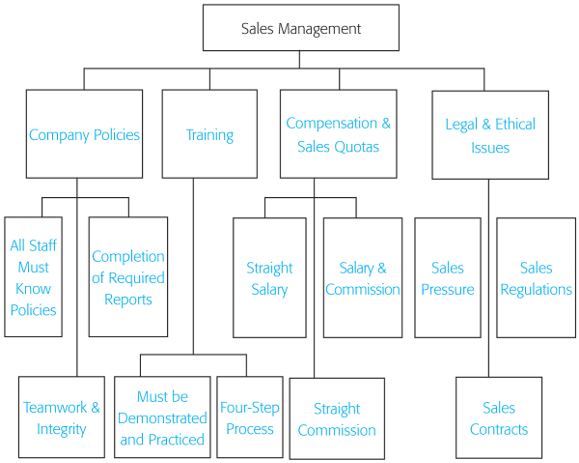 Sales Management
Company Policies
Training
Compensation &
Sales Quotas
Legal & Ethical
Issues
All Staff
Must
Know
Policies
Completion
of Required
Reports
Straight
Salary
Salary &
Commission
Sales
Pressure
Sales
Regulations
Teamwork &
Integrity
Must be
Demonstrated
and Practiced
Four-Step
Process
Straight
Commission
Sales
Contracts